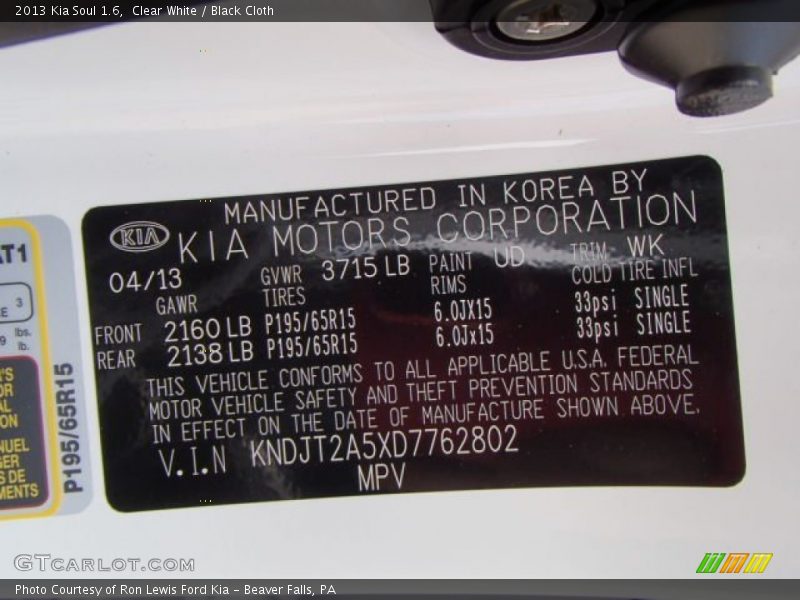 2013 Kia Soul 1.6,  Clear White / Black Cloth
MANUFACTURED IN KOREA BY
KIA KIA MOTORS CORPORATION
04/13 GVWR 3715 LB PAINT UD TRIM WK
GAWR TIRES RIMS COLD TIRE INFL
FRONT 2160 LB P195/65R15 6.0JX15 33psi SINGLE
REAR 2138 LB P195/65R15 6.0Jx15 33psi SINGLE
THIS VEHICLE CONFORMS TO ALL APPLICABLE U.S.A. FEDERAL
MOTOR VEHICLE SAFETY AND THEFT PREVENTION STANDARDS
IN EFFECT ON THE DATE OF MANUFACTURE SHOWN ABOVE.
V.I.N KNDJT2A5XD7762802
MPV
3
lbs.
lb.
P195/65R15
GTCARLOT.COM
Photo Courtesy of Ron Lewis Ford Kia – Beaver Falls, PA